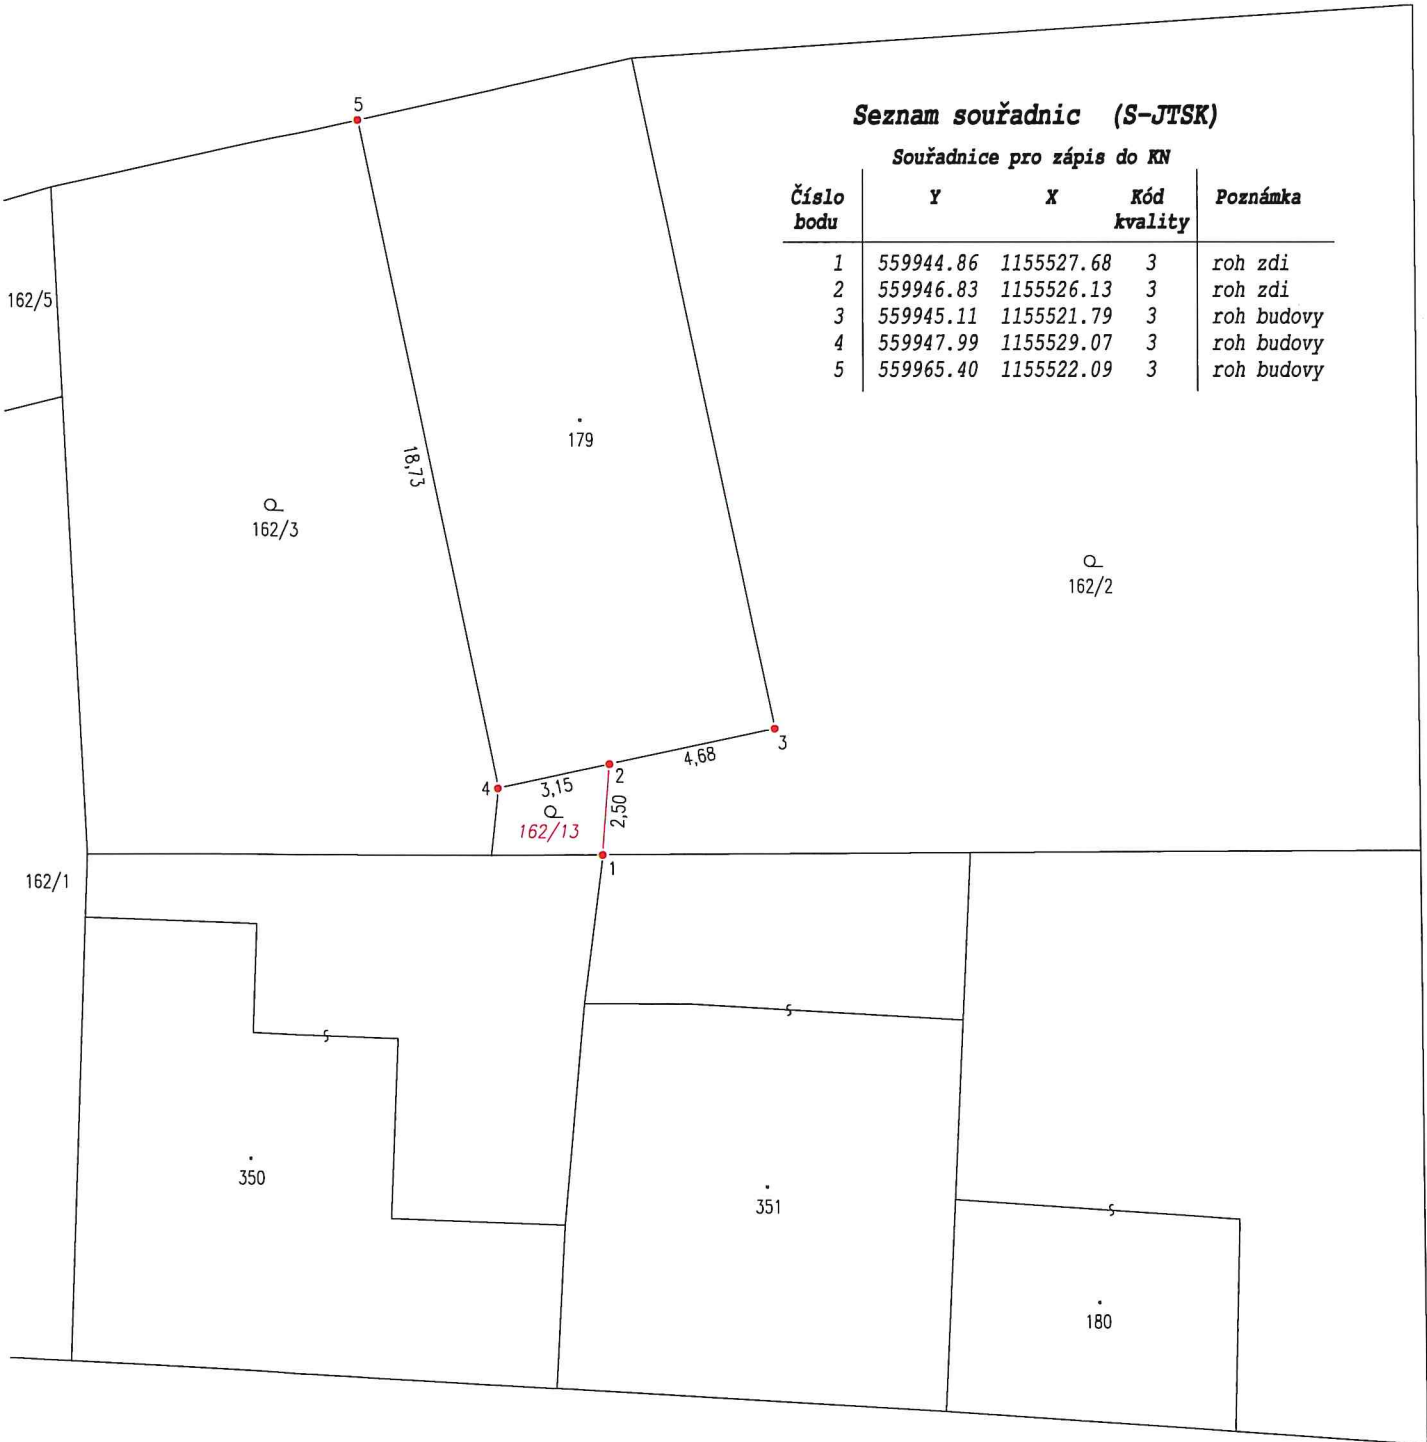 5
Seznam souřadnic (S-JTSK)
Souřadnice pro zápis do KN
Číslo bodu Y X Kód kvality Poznámka
1 559944.86 1155527.68 3 roh zdi
2 559946.83 1155526.13 3 roh zdi
3 559945.11 1155521.79 3 roh budovy
4 559947.99 1155529.07 3 roh budovy
5 559965.40 1155522.09 3 roh budovy
162/5
179
18,73
162/3
162/2
3
4,68
2
4
3,15
2,50
162/13
1
162/1
350
351
180